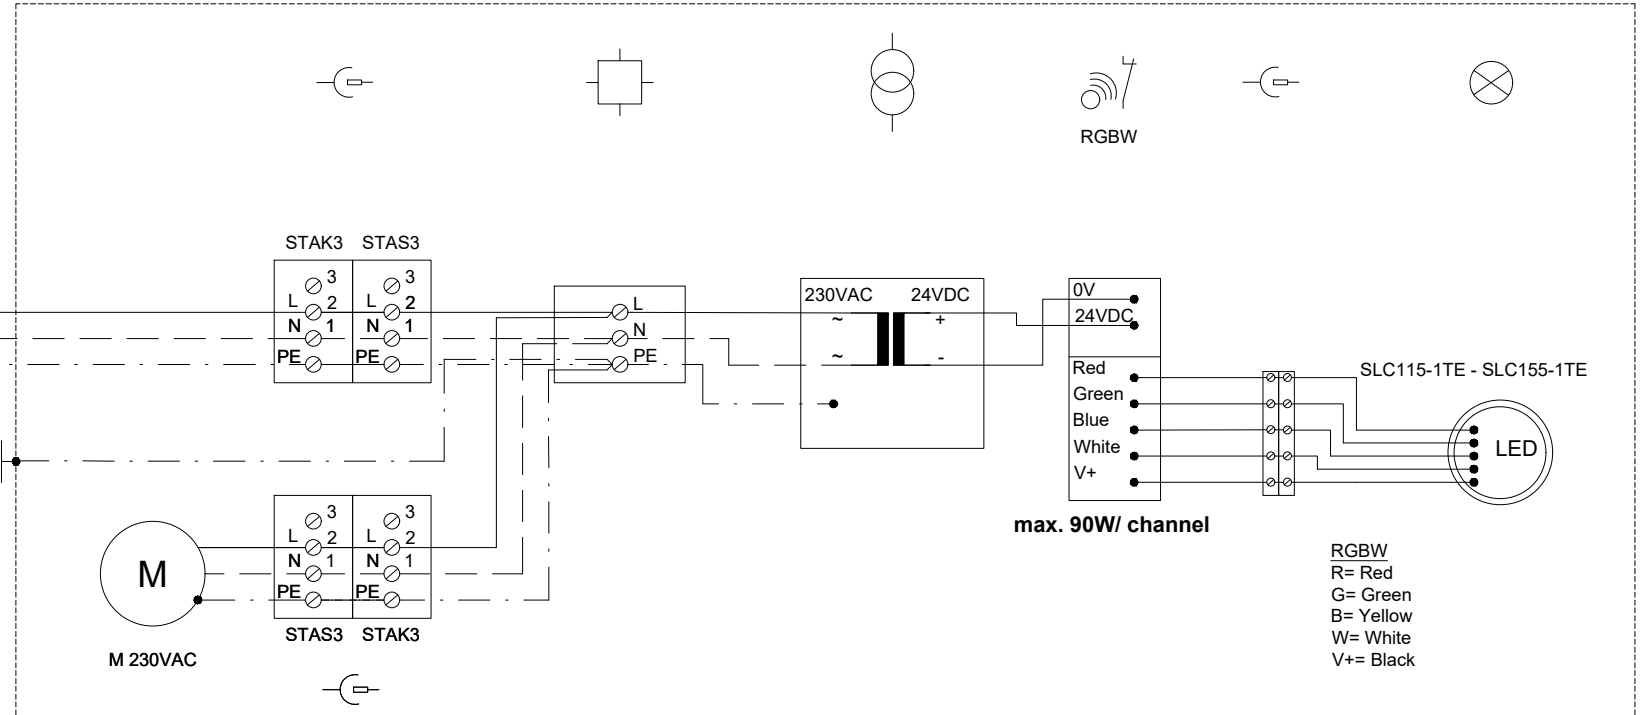 RGBW
STAK3 STAS3
3 3
L 2 L 2
N 1 N 1
PE PE
L
N
PE
230VAC 24VDC
~ +
~ -
0V
24VDC
Red
Green
Blue
White
V+
max. 90W/ channel
SLC115-1TE - SLC155-1TE
LED
3 3
L 2 L 2
N 1 N 1
PE PE
STAS3 STAK3
M
M 230VAC
RGBW
R= Red
G= Green
B= Yellow
W= White
V+= Black